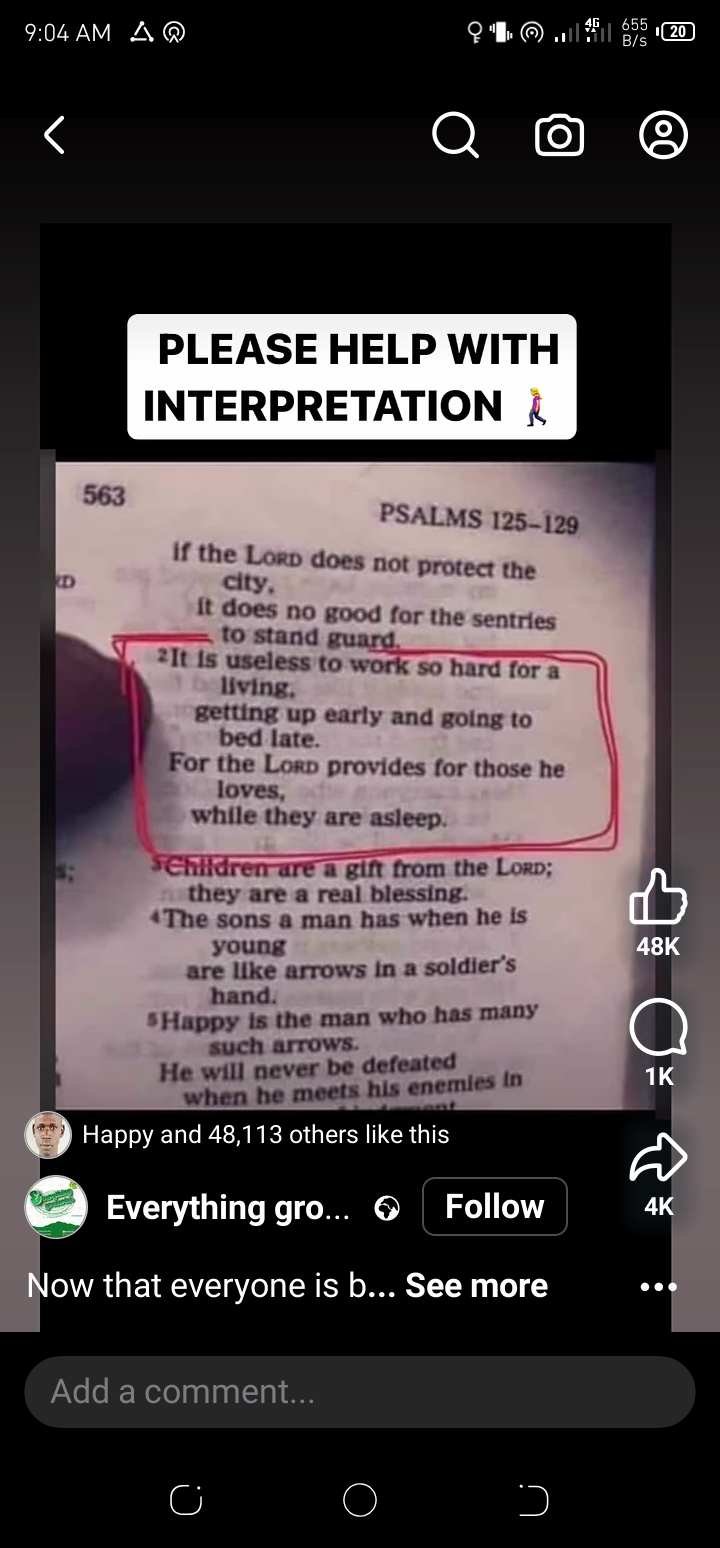 9:04 AM
4G
655
B/s
20
PLEASE HELP WITH
INTERPRETATION
563
PSALMS 125–129
RD
if the LORD does not protect the
city,
it does no good for the sentries
to stand guard.
2It is useless to work so hard for a
living,
getting up early and going to
bed late.
For the LORD provides for those he
loves,
while they are asleep.
s;
3Children are a gift from the LORD;
they are a real blessing.
4The sons a man has when he is
young
are like arrows in a soldier's
hand.
5Happy is the man who has many
such arrows.
He will never be defeated
when he meets his enemies in
48K
1K
Happy and 48,113 others like this
4K
Everything gro...
Follow
Now that everyone is b... See more
Add a comment...